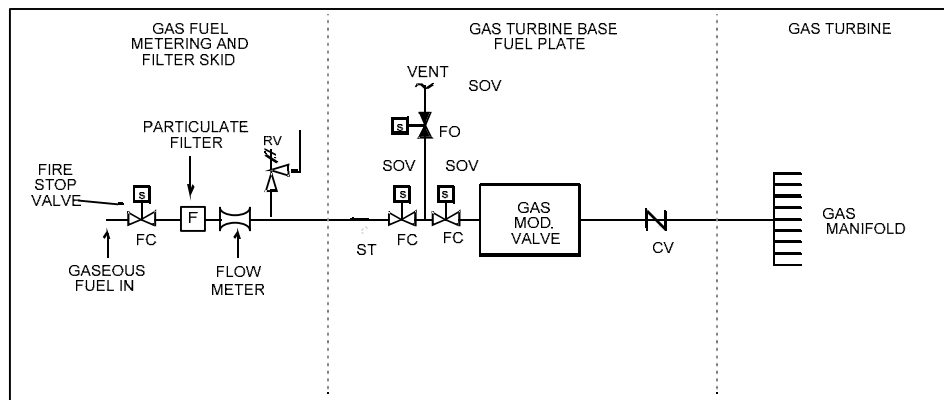 GAS FUEL
METERING AND
FILTER SKID
GAS TURBINE BASE
FUEL PLATE
GAS TURBINE
VENT
SOV
S
FO
PARTICULATE
FILTER
RV
FIRE
STOP
VALVE
S
SOV
SOV
S
S
F
FC
FC
FC
ST
GAS
MOD.
VALVE
CV
GAS
MANIFOLD
GASEOUS
FUEL IN
FLOW
METER